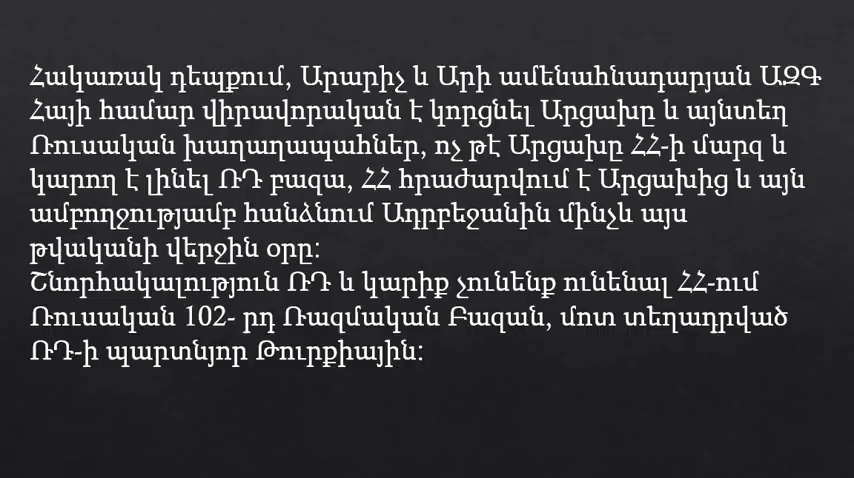 Հակառակ դեպքում, Արարիչ և Արի ամենահնադարյան ԱԶԳ
Հայի համար վիրավորական է կորցնել Արցախը և այնտեղ
Ռուսական խաղաղապահներ, ոչ թէ Արցախը ՀՀ-ի մարզ և
կարող է լինել ՌԴ բազա, ՀՀ հրաժարվում է Արցախից և այն
ամբողջությամբ հանձնում Ադրբեջանին մինչև այս
թվականի վերջին օրը:
Շնորհակալություն ՌԴ և կարիք չունենք ունենալ ՀՀ-ում
Ռուսական 102- րդ Ռազմական Բազան, մոտ տեղադրված
ՌԴ-ի պարտնյոր Թուրքիային: